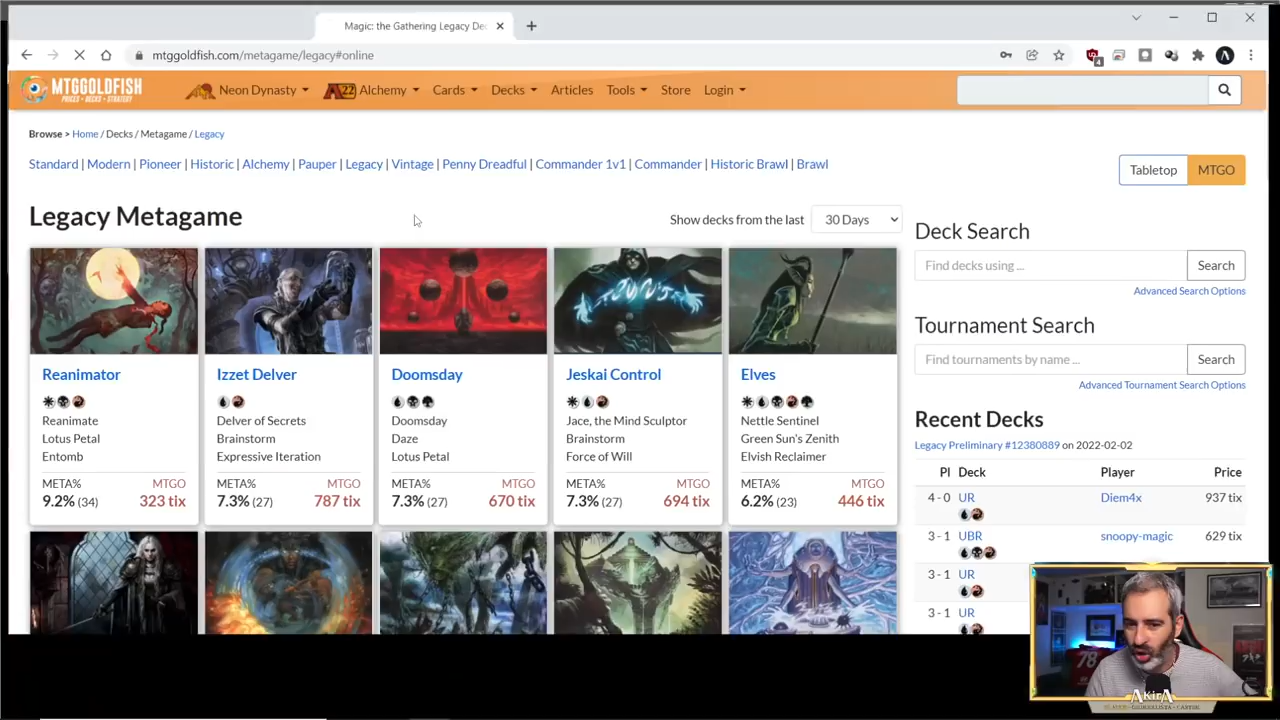 Magic: the Gathering Legacy Dec
mtggoldfish.com/metagame/legacy#online
4
MTGGOLDFISH
PRICES • DECKS • STRATEGY
Neon Dynasty
A22 Alchemy
Cards
Decks
Articles
Tools
Store
Login
Browse > Home / Decks / Metagame / Legacy
Standard | Modern | Pioneer | Historic | Alchemy | Pauper | Legacy | Vintage | Penny Dreadful | Commander 1v1 | Commander | Historic Brawl | Brawl
Tabletop MTGO
Legacy Metagame
Show decks from the last 30 Days
Reanimator
Reanimate
Lotus Petal
Entomb
META% MTGO
9.2% (34) 323 tix
Izzet Delver
Delver of Secrets
Brainstorm
Expressive Iteration
META% MTGO
7.3% (27) 787 tix
Doomsday
Doomsday
Daze
Lotus Petal
META% MTGO
7.3% (27) 670 tix
Jeskai Control
Jace, the Mind Sculptor
Brainstorm
Force of Will
META% MTGO
7.3% (27) 694 tix
Elves
Nettle Sentinel
Green Sun's Zenith
Elvish Reclaimer
META% MTGO
6.2% (23) 446 tix
Deck Search
Find decks using ... Search
Advanced Search Options
Tournament Search
Find tournaments by name ... Search
Advanced Tournament Search Options
Recent Decks
Legacy Preliminary #12380889 on 2022-02-02
Pl Deck Player Price
4 - 0 UR Diem4x 937 tix
3 - 1 UBR snoopy-magic 629 tix
3 - 1 UR
3 - 1 UR
78
AKirA